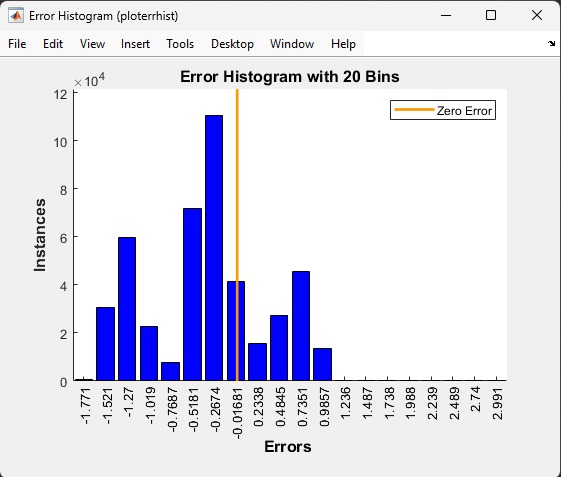 Error Histogram (ploterrhist)
File Edit View Insert Tools Desktop Window Help
Error Histogram with 20 Bins
×10⁴
12
10
8
6
4
2
0
Instances
Zero Error
-1.771 -1.521 -1.27 -1.019 -0.7687 -0.5181 -0.2674 -0.01681 0.2338 0.4845 0.7351 0.9857 1.236 1.487 1.738 1.988 2.239 2.489 2.74 2.991
Errors